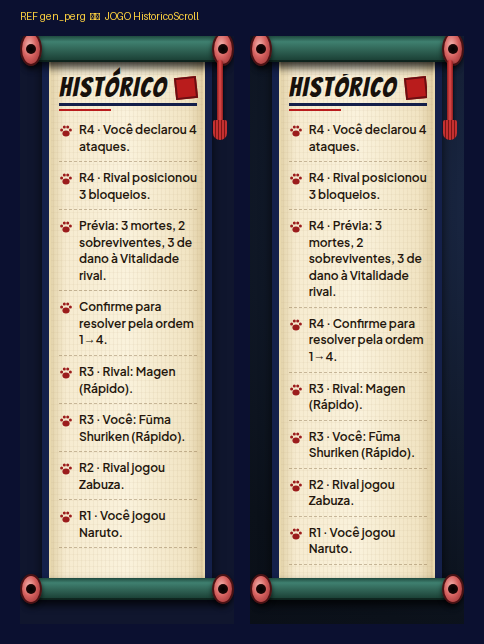 REF gen_perg JOGO HistoricoScroll
HISTÓRICO
R4 · Você declarou 4
ataques.
R4 · Rival posicionou
3 bloqueios.
Prévia: 3 mortes, 2
sobreviventes, 3 de
dano à Vitalidade
rival.
Confirme para
resolver pela ordem
1→4.
R3 · Rival: Magen
(Rápido).
R3 · Você: Fūma
Shuriken (Rápido).
R2 · Rival jogou
Zabuza.
R1 · Você jogou
Naruto.
HISTÓRICO
R4 · Você declarou 4
ataques.
R4 · Rival posicionou
3 bloqueios.
R4 · Prévia: 3
mortes, 2
sobreviventes, 3 de
dano à Vitalidade
rival.
R4 · Confirme para
resolver pela ordem
1→4.
R3 · Rival: Magen
(Rápido).
R3 · Você: Fūma
Shuriken (Rápido).
R2 · Rival jogou
Zabuza.
R1 · Você jogou
Naruto.